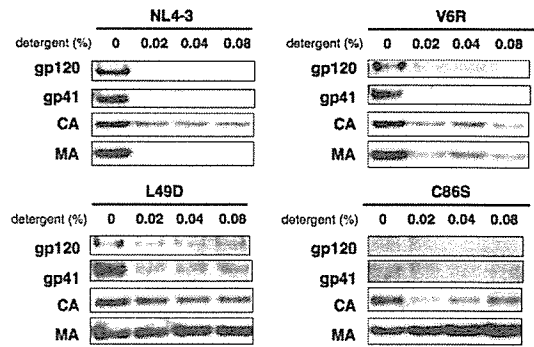 NL4-3
detergent (%) 0 0.02 0.04 0.08
gp120
gp41
CA
MA
V6R
detergent (%) 0 0.02 0.04 0.08
gp120
gp41
CA
MA
L49D
detergent (%) 0 0.02 0.04 0.08
gp120
gp41
CA
MA
C86S
detergent (%) 0 0.02 0.04 0.08
gp120
gp41
CA
MA